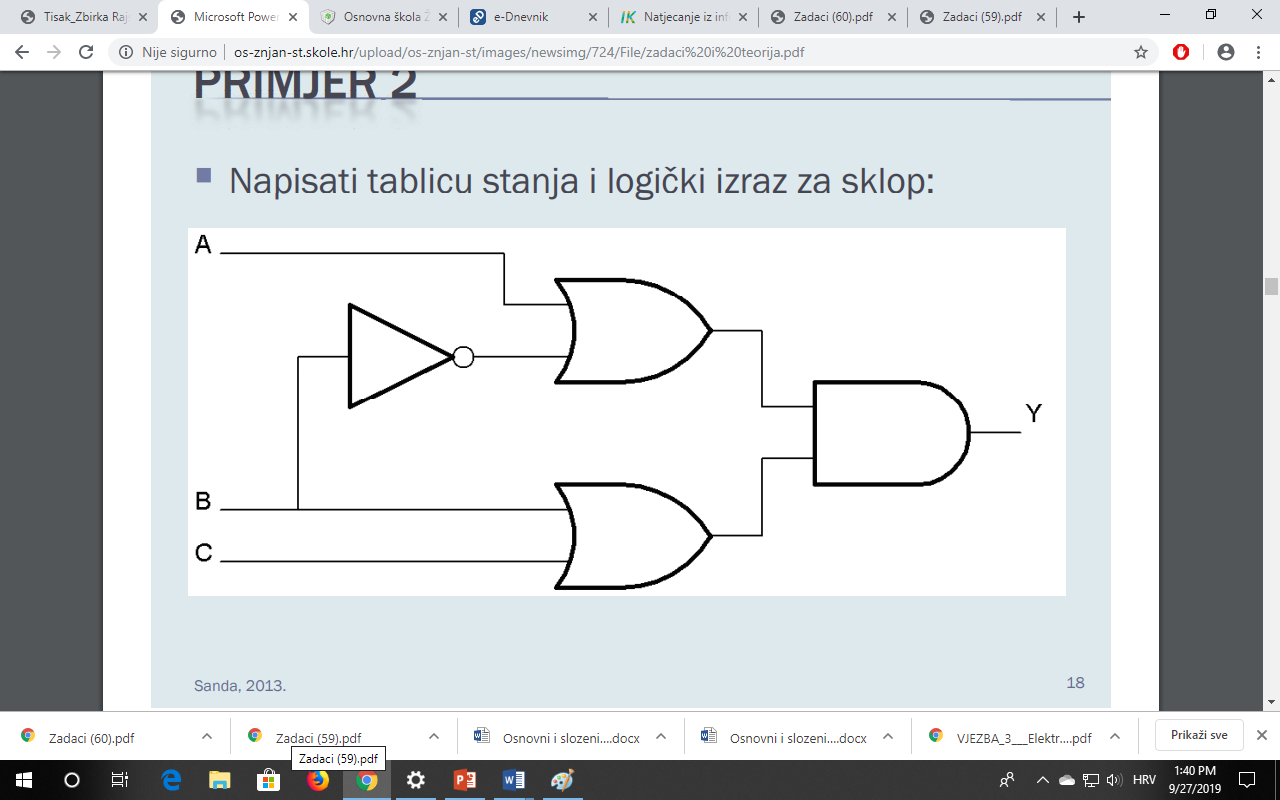 Tisak_Zbirka Raj
Microsoft Power
Osnovna škola Ž
e-Dnevnik
Natjecanje iz inf
Zadaci (60).pdf
Zadaci (59).pdf
Nije sigurno | os-znjan-st.skole.hr/upload/os-znjan-st/images/newsimg/724/File/zadaci%20i%20teorija.pdf
PRIMJER 2
Napisati tablicu stanja i logički izraz za sklop:
A
Y
B
C
Sanda, 2013.
18
Zadaci (60).pdf
Zadaci (59).pdf
Osnovni i slozeni....docx
Osnovni i slozeni....docx
VJEZBA_3___Elektr....pdf
Prikaži sve
Zadaci (59).pdf
HRV
1:40 PM
9/27/2019